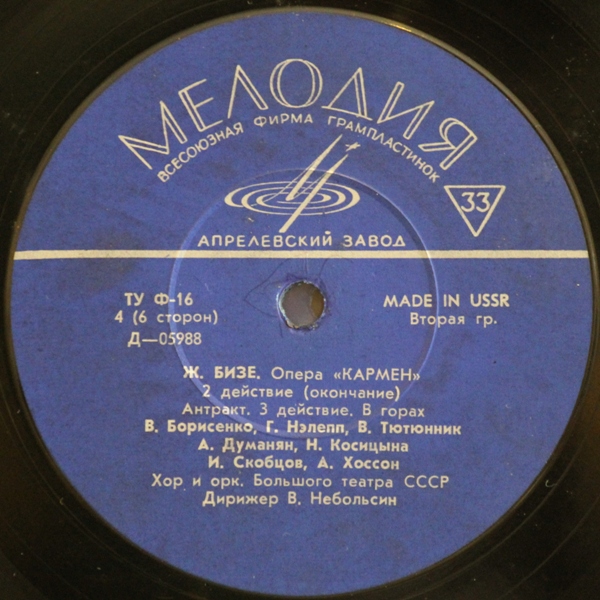 МЕЛОДИЯ
ВСЕСОЮЗНАЯ ФИРМА ГРАМПЛАСТИНОК
33
АПРЕЛЕВСКИЙ ЗАВОД
ТУ Ф-16
4 (6 сторон)
Д—05988
MADE IN USSR
Вторая гр.
Ж. БИЗЕ. Опера «КАРМЕН»
2 действие (окончание)
Антракт. 3 действие. В горах
В. Борисенко, Г. Нэлепп, В. Тютюнник
А. Думанян, Н. Косицына
И. Скобцов, А. Хоссон
Хор и орк. Большого театра СССР
Дирижер В. Небольсин